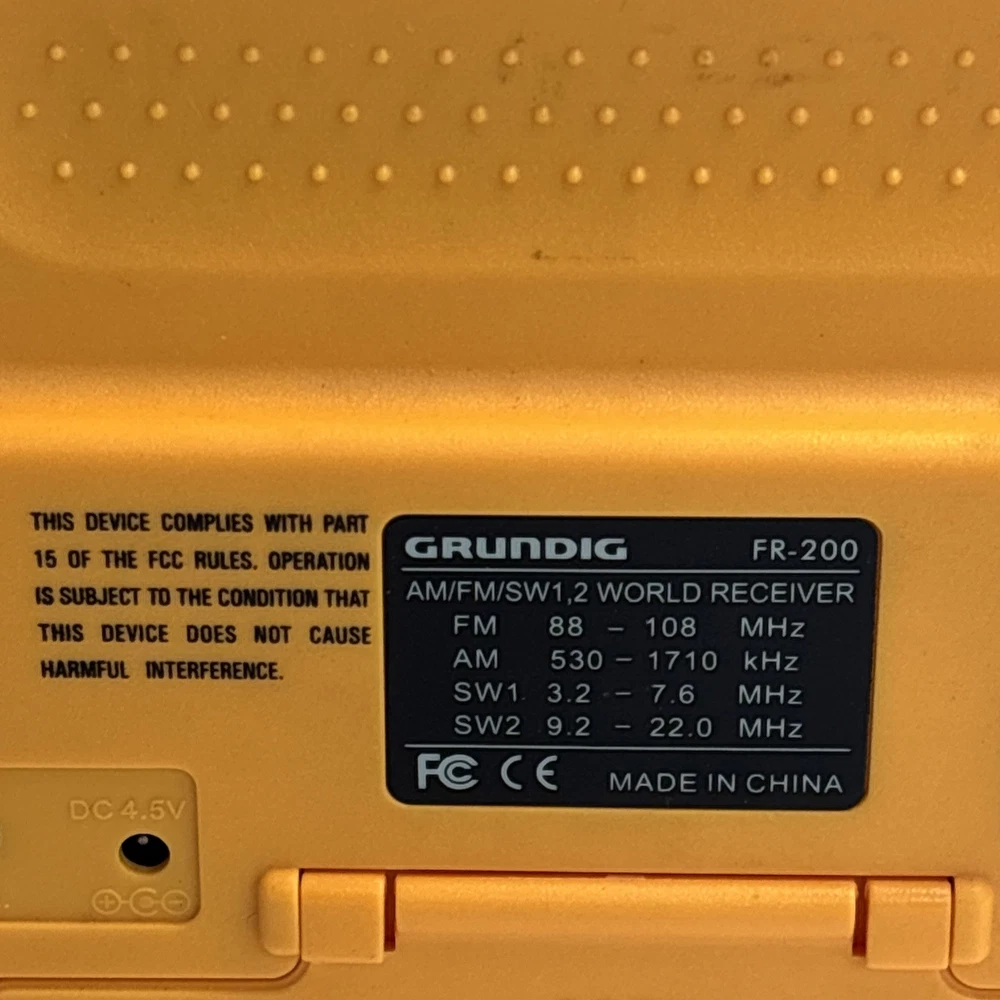 THIS DEVICE COMPLIES WITH PART
15 OF THE FCC RULES. OPERATION
IS SUBJECT TO THE CONDITION THAT
THIS DEVICE DOES NOT CAUSE
HARMFUL INTERFERENCE.
GRUNDIG FR-200
AM/FM/SW1,2 WORLD RECEIVER
FM 88 – 108 MHz
AM 530 – 1710 kHz
SW1 3.2 – 7.6 MHz
SW2 9.2 – 22.0 MHz
FC CE MADE IN CHINA
DC 4.5V